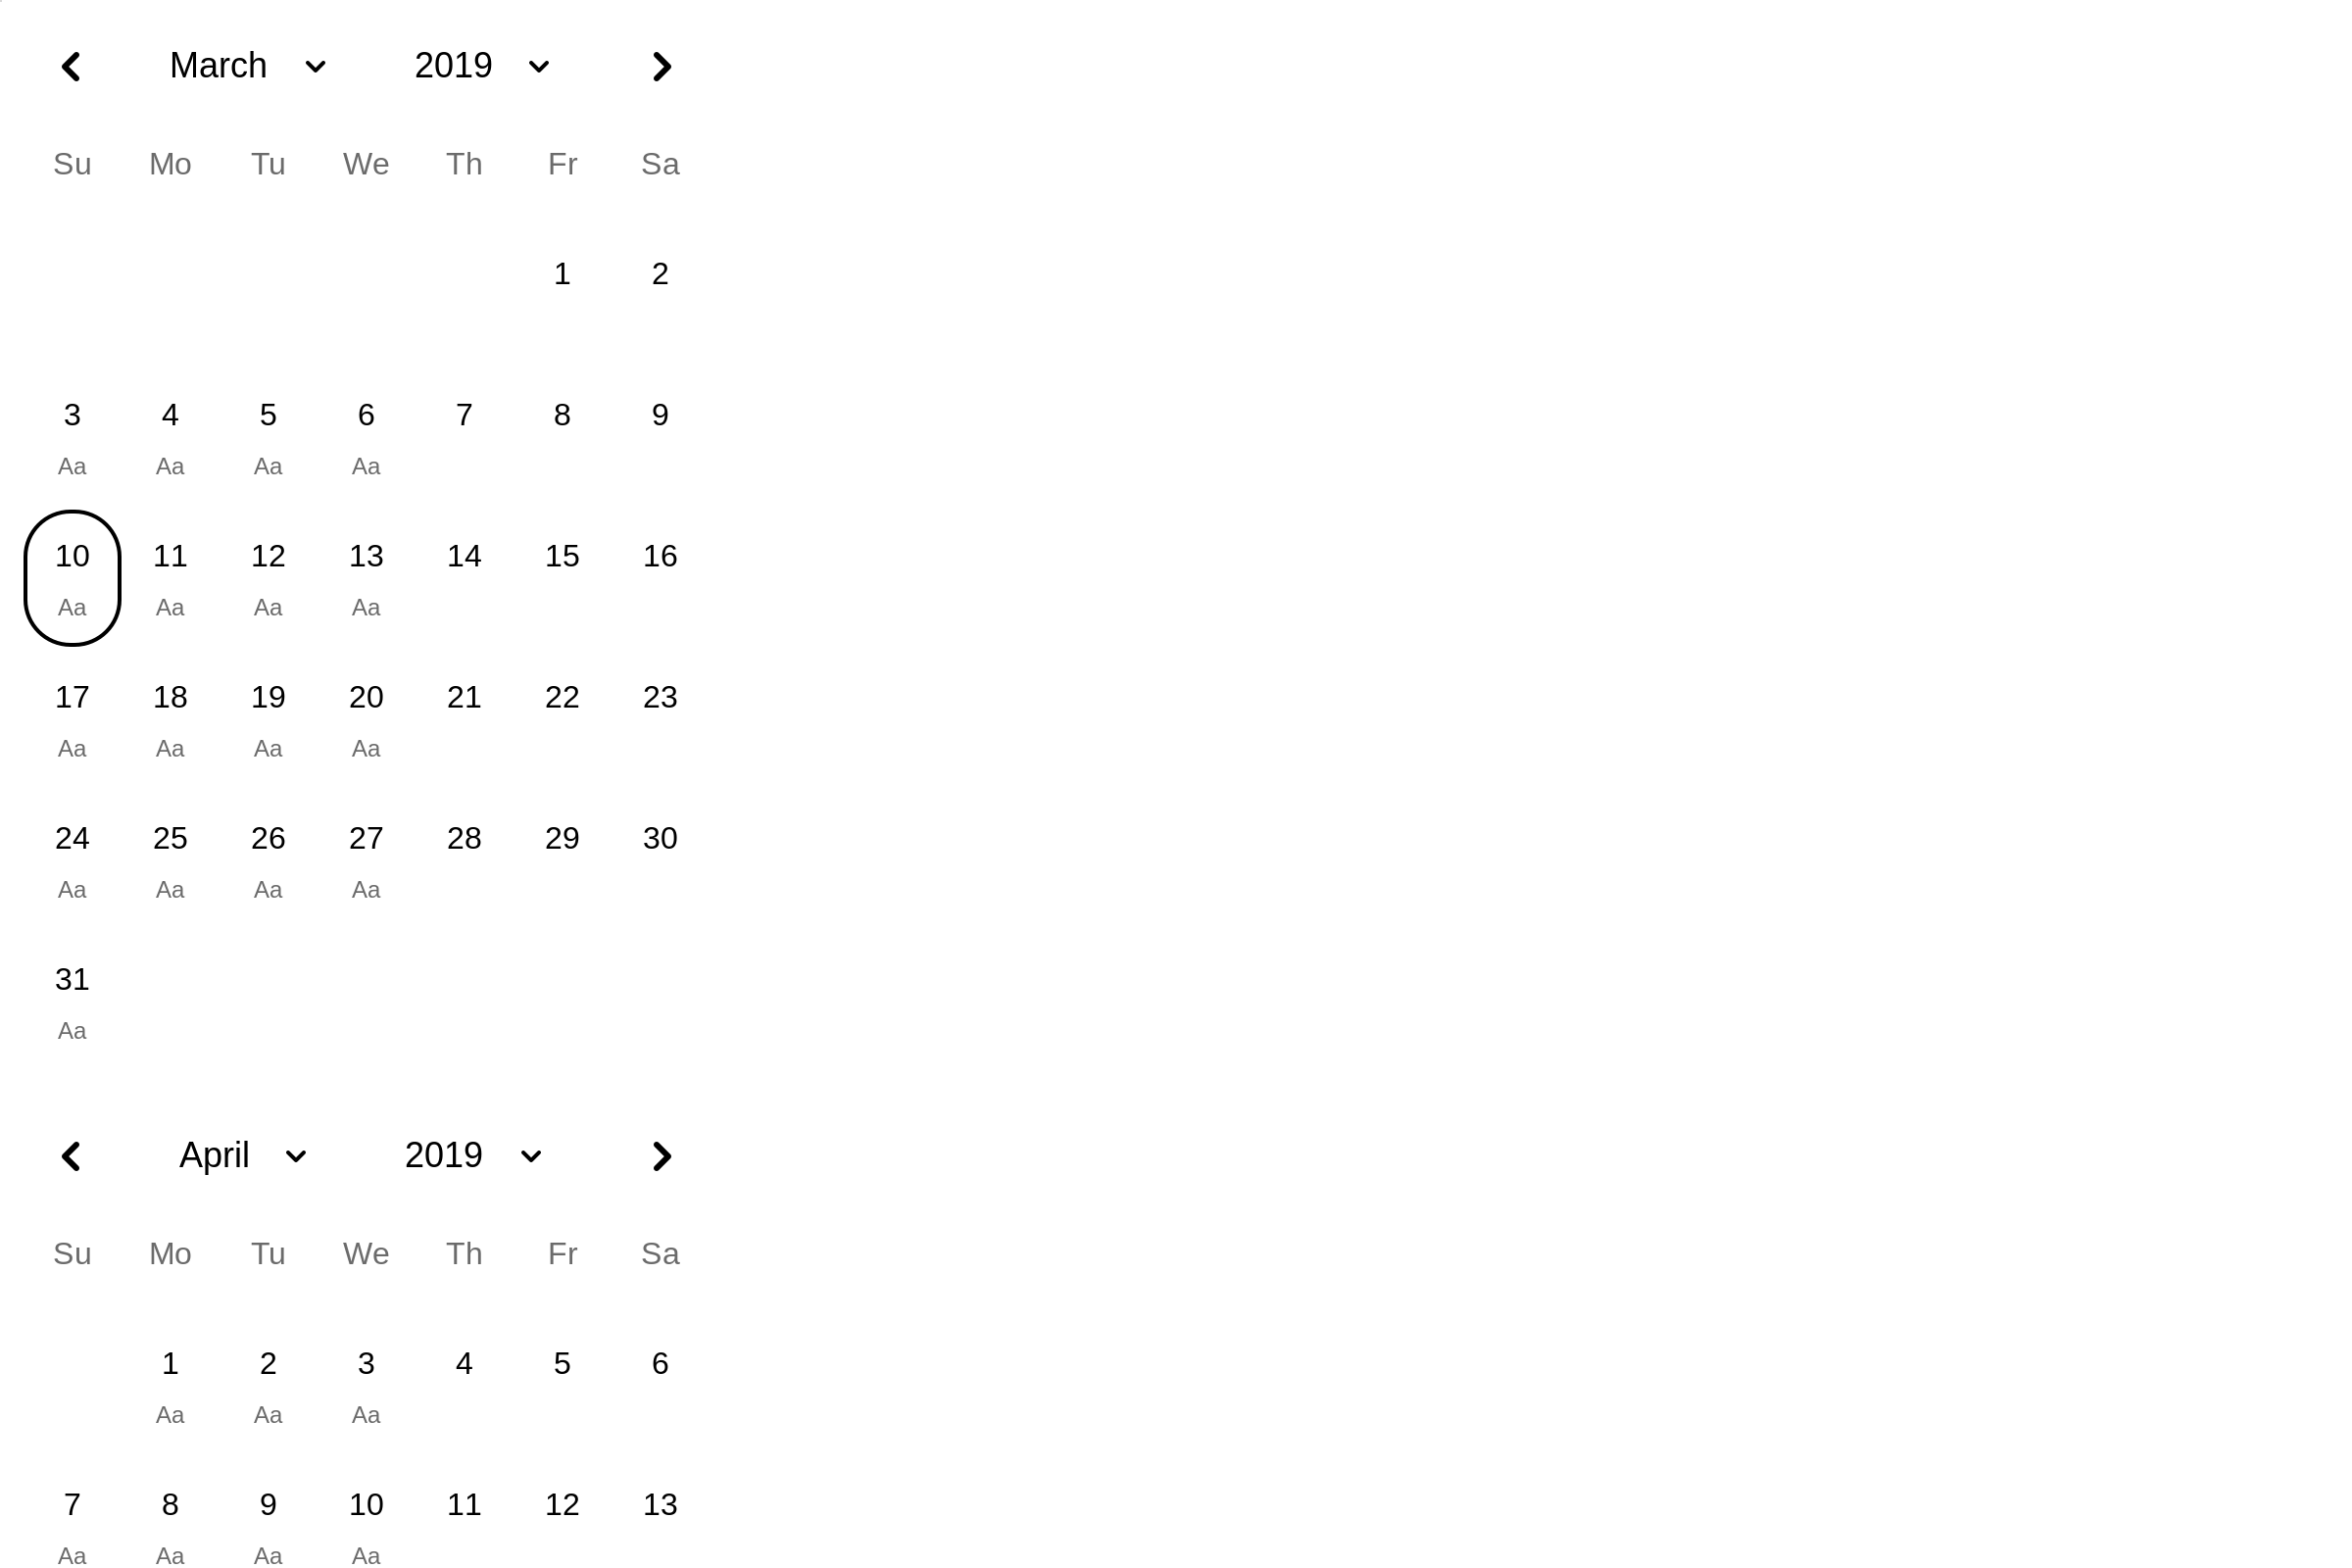 March 2019
Su Mo Tu We Th Fr Sa
1 2
3 4 5 6 7 8 9
Aa Aa Aa Aa
10 11 12 13 14 15 16
Aa Aa Aa Aa
17 18 19 20 21 22 23
Aa Aa Aa Aa
24 25 26 27 28 29 30
Aa Aa Aa Aa
31
Aa
April 2019
Su Mo Tu We Th Fr Sa
1 2 3 4 5 6
Aa Aa Aa
7 8 9 10 11 12 13
Aa Aa Aa Aa